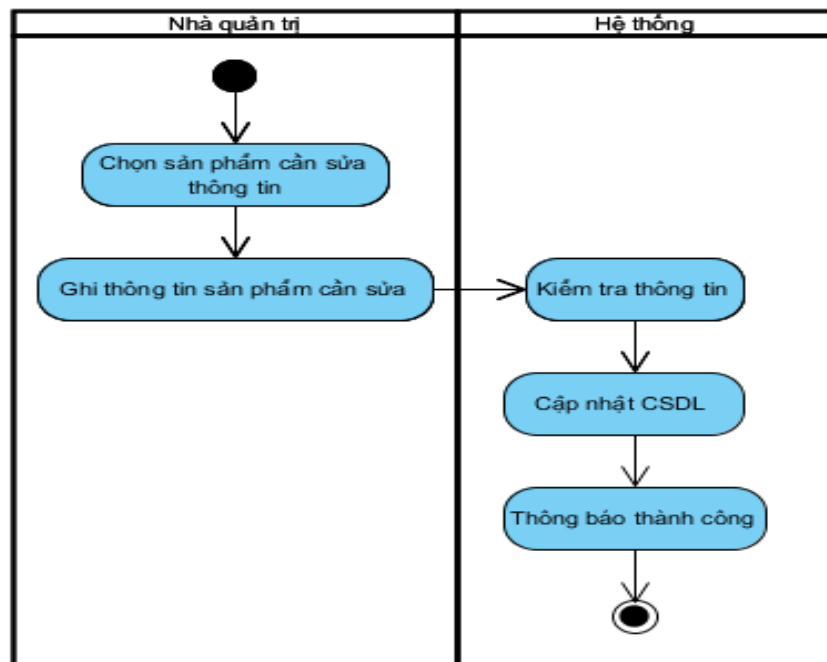 Nhà quản trị
Hệ thống
Chọn sản phẩm cần sửa
thông tin
Ghi thông tin sản phẩm cần sửa
Kiểm tra thông tin
Cập nhật CSDL
Thông báo thành công